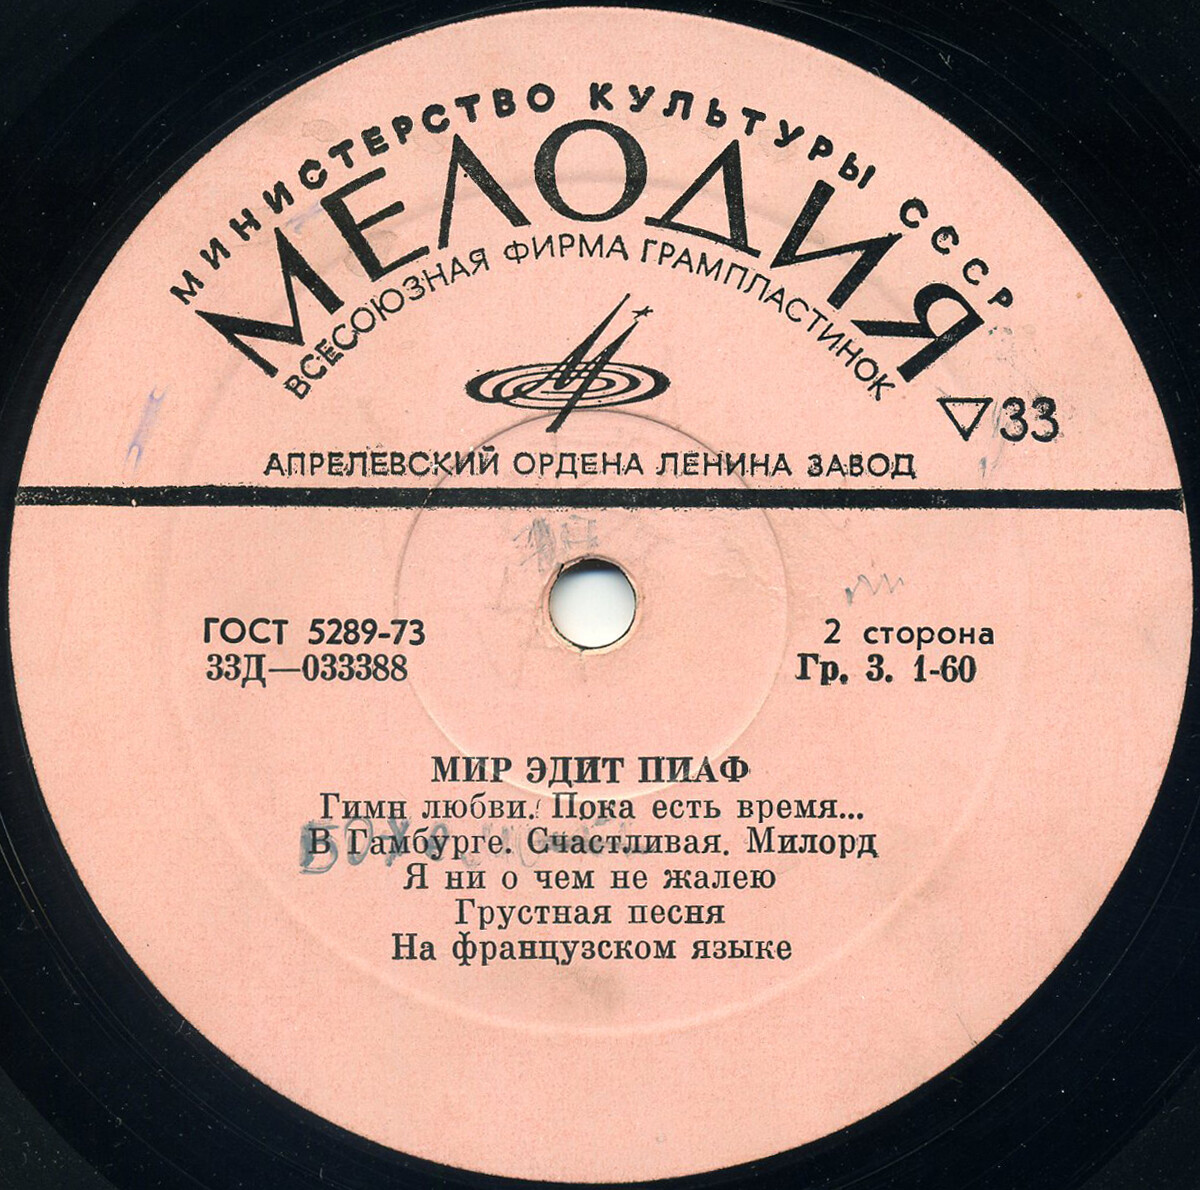 МИНИСТЕРСТВО КУЛЬТУРЫ СССР
МЕЛОДИЯ
ВСЕСОЮЗНАЯ ФИРМА ГРАМПЛАСТИНОК
33
АПРЕЛЕВСКИЙ ОРДЕНА ЛЕНИНА ЗАВОД
ГОСТ 5289-73
33Д—033388
2 сторона
Гр. 3. 1-60
МИР ЭДИТ ПИАФ
Гимн любви. Пока есть время...
В Гамбурге. Счастливая. Милорд
Я ни о чем не жалею
Грустная песня
На французском языке